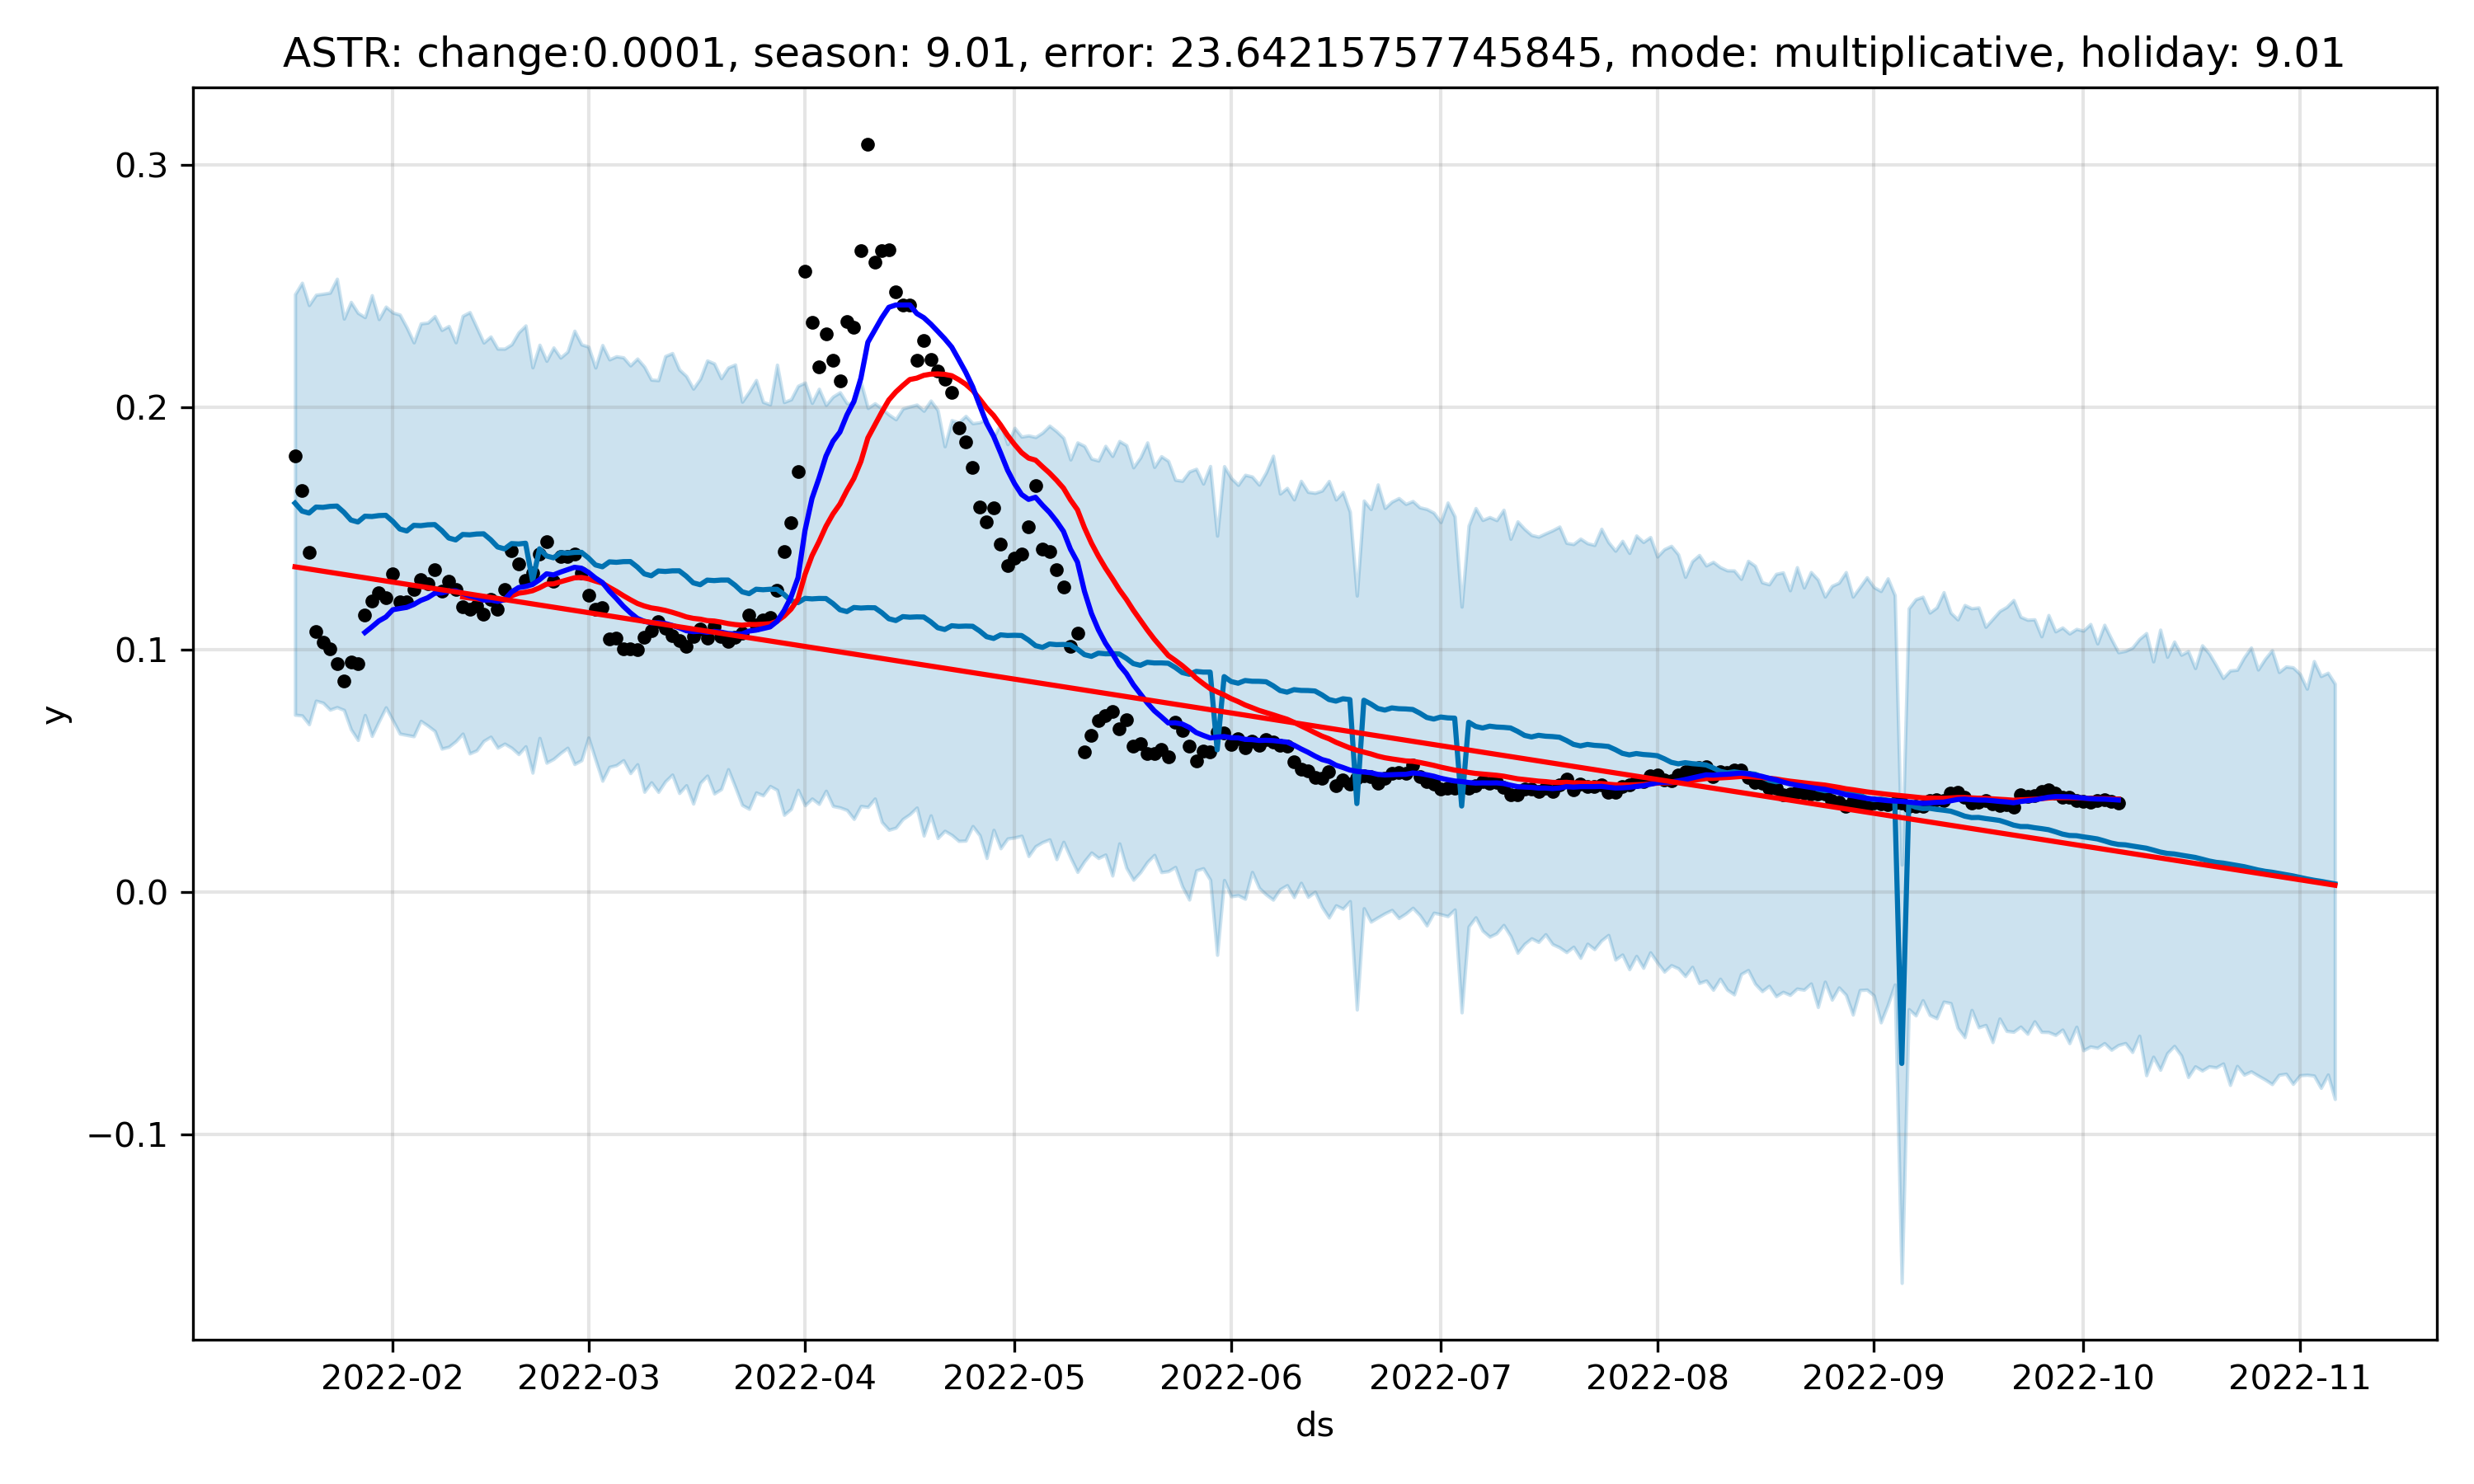 ASTR: change:0.0001, season: 9.01, error: 23.64215757745845, mode: multiplicative, holiday: 9.01
0.3
0.2
0.1
0.0
−0.1
y
2022-02 2022-03 2022-04 2022-05 2022-06 2022-07 2022-08 2022-09 2022-10 2022-11
ds